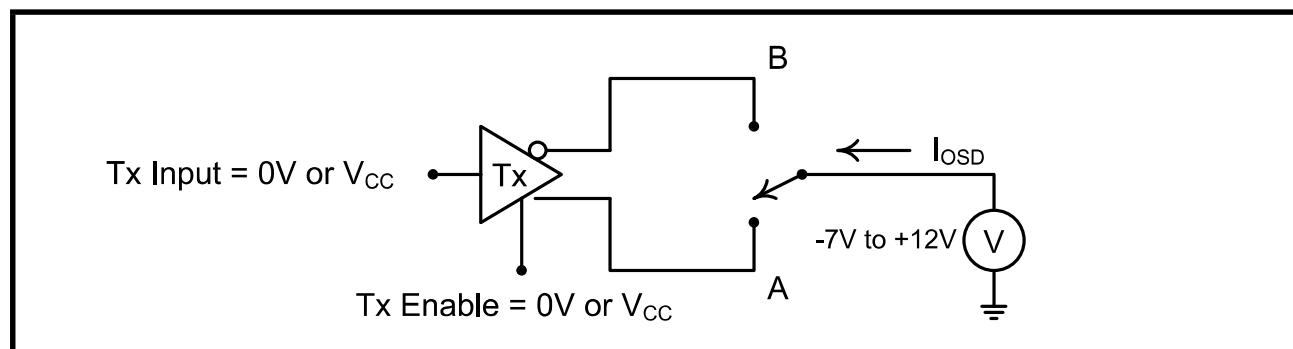 B
Tx Input = 0V or VCC
Tx
IOSD
-7V to +12V
V
A
Tx Enable = 0V or VCC